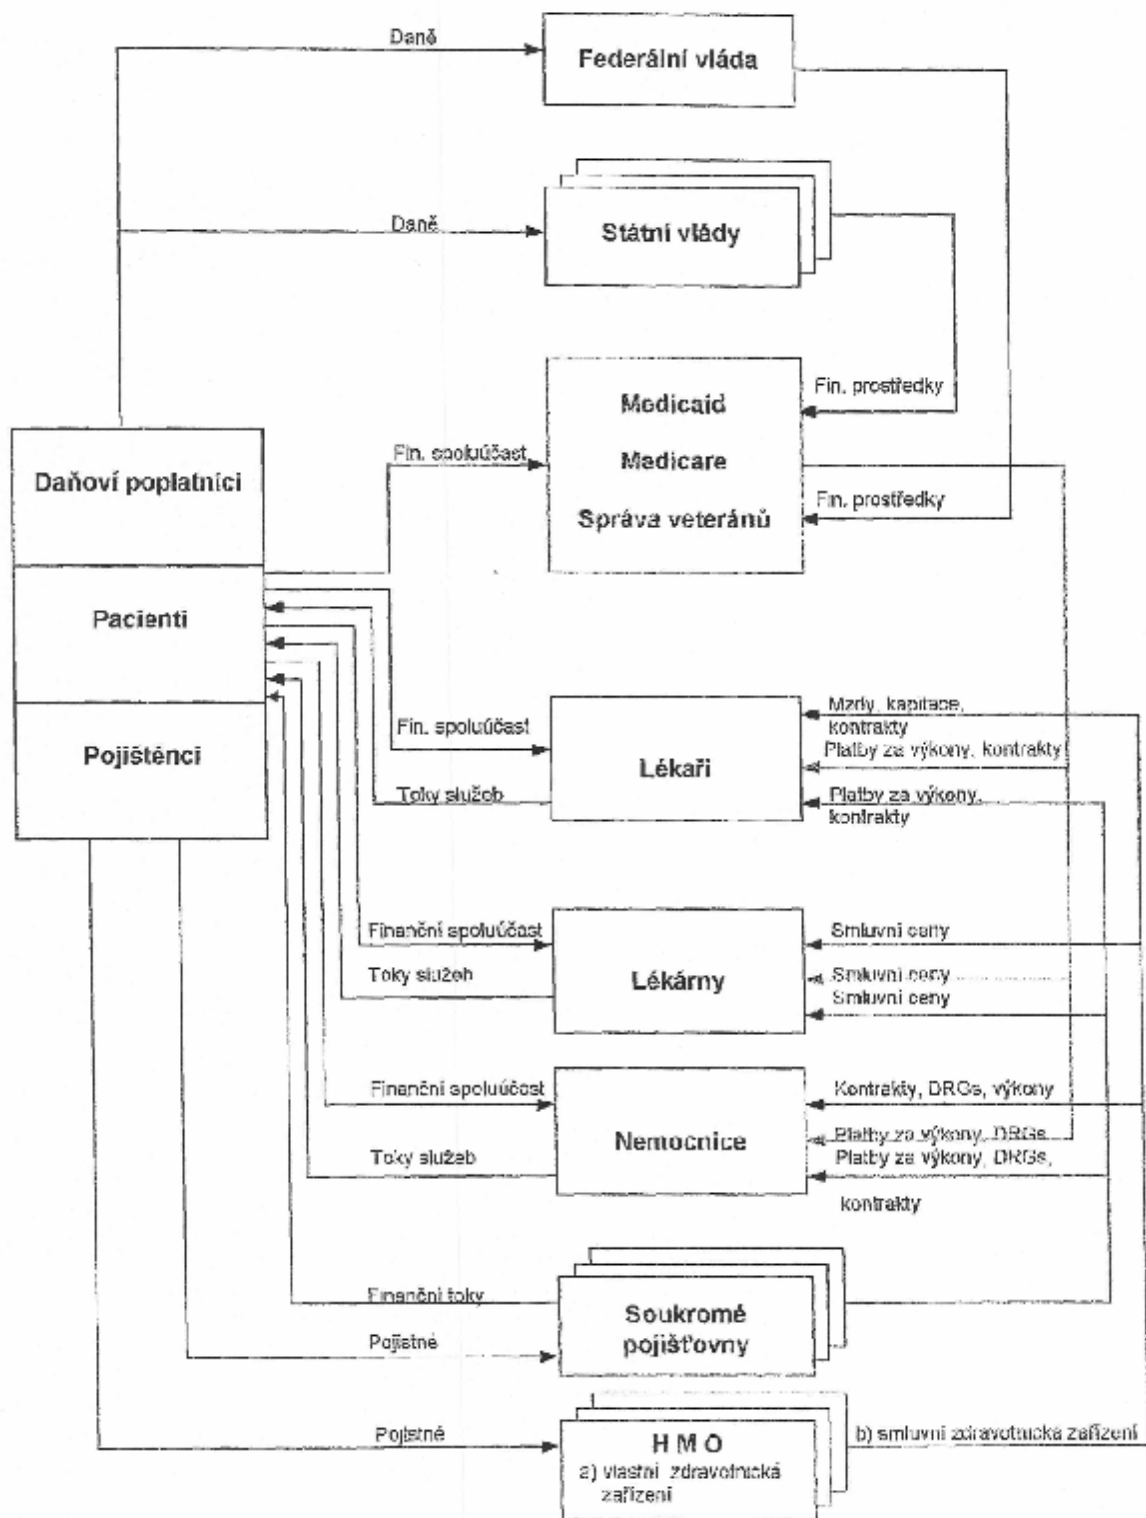 Daně
Federální vláda
Daně
Státní vlády
Medicaid
Fin. prostředky
Fin. spoluúčast
Medicare
Daňoví poplatníci
Správa veteránů
Fin. prostředky
Pacienti
Mzdy, kapitace,
kontrakty
Fin. spoluúčast
Pojištěnci
Lékaři
Platby za výkony, kontrakty
Toky služeb
Platby za výkony,
kontrakty
Finanční spoluúčast
Smluvní ceny
Toky služeb
Lékárny
Smluvní ceny
Smluvní ceny
Finanční spoluúčast
Kontrakty, DRGs, výkony
Nemocnice
Platby za výkony, DRGs
Toky služeb
Platby za výkony, DRGs,
kontrakty
Finanční toky
Soukromé
pojišťovny
Pojistné
Pojistné
H M O
b) smluvní zdravotnická zařízení
a) vlastní zdravotnická
zařízení